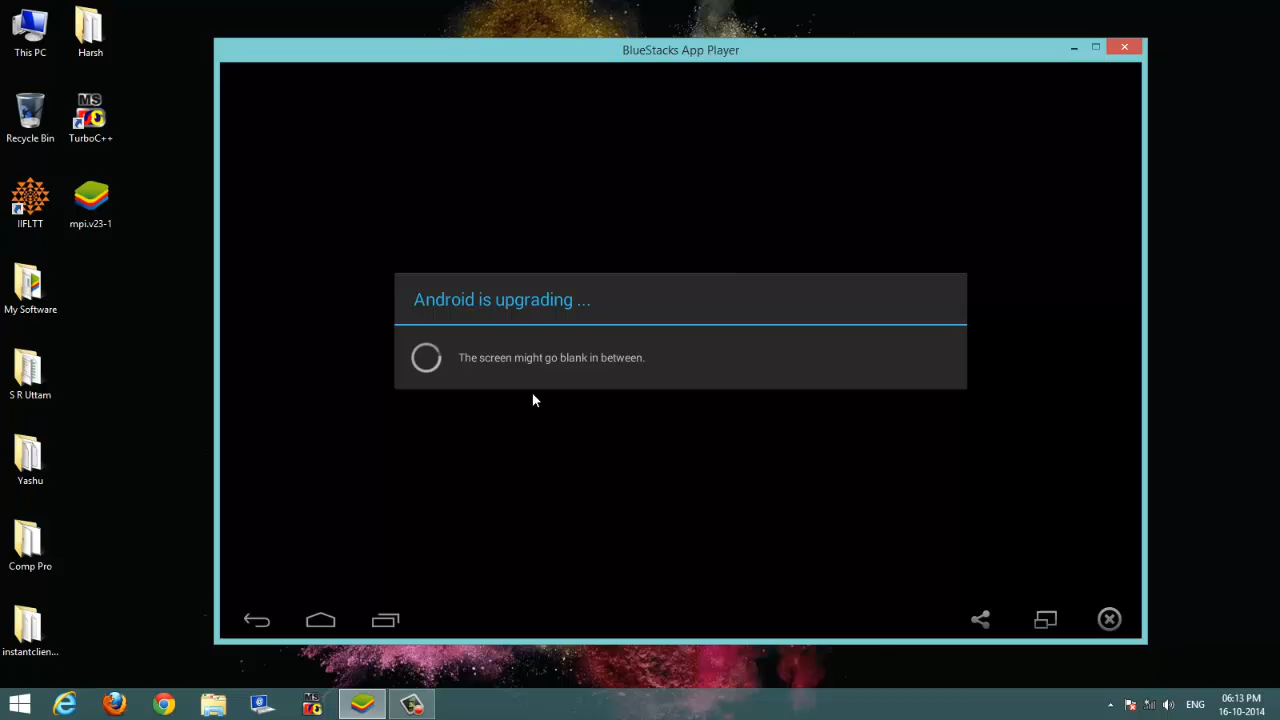 This PC
Harsh
Recycle Bin
MS
TurboC++
IIFLTT
mpi.v23-1
My Software
S R Uttam
Yashu
Comp Pro
instantclien...
BlueStacks App Player
Android is upgrading ...
The screen might go blank in between.
MS
ENG
06:13 PM
16-10-2014